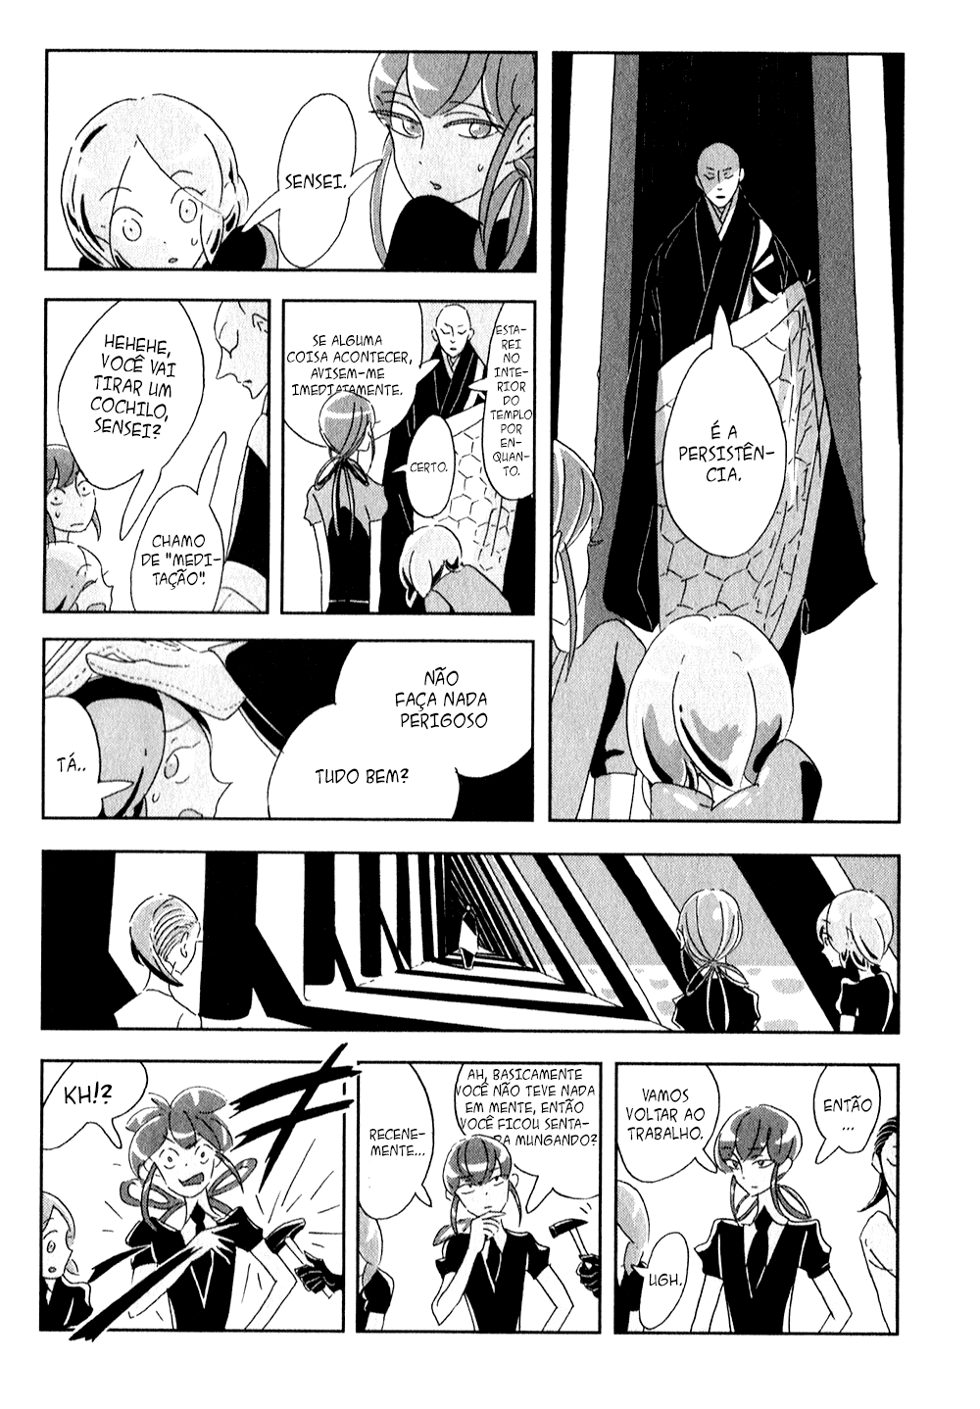 É A
PERSISTÊN-
CIA.
SENSEI.
ESTA-
REI
NO
INTE-
RIOR
DO
TEMPLO
POR
EN-
QUAN-
TO.
SE ALGUMA
COISA ACONTECER,
AVISEM-ME
IMEDIATAMENTE.
CERTO.
HEHEHE,
VOCÊ VAI
TIRAR UM
COCHILO,
SENSEI?
CHAMO
DE "MEDI-
TAÇÃO".
NÃO
FAÇA NADA
PERIGOSO
TUDO BEM?
TÁ..
ENTÃO
...
VAMOS
VOLTAR AO
TRABALHO.
UGH.
AH, BASICAMENTE
VOCÊ NÃO TEVE NADA
EM MENTE, ENTÃO
VOCÊ FICOU SENTA-
RA MUNGANDO?
RECENE-
MENTE...
KH!?